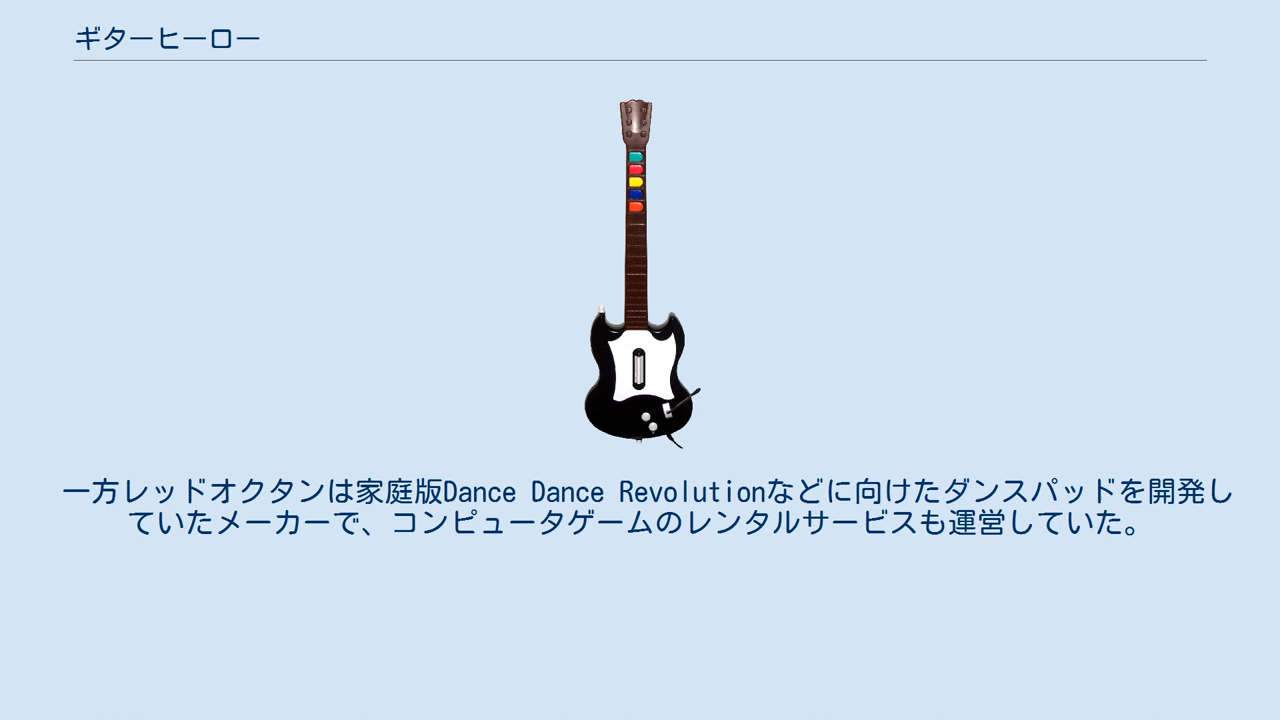 ギターヒーロー
一方レッドオクタンは家庭版Dance Dance Revolutionなどに向けたダンスパッドを開発し
ていたメーカーで、コンピュータゲームのレンタルサービスも運営していた。